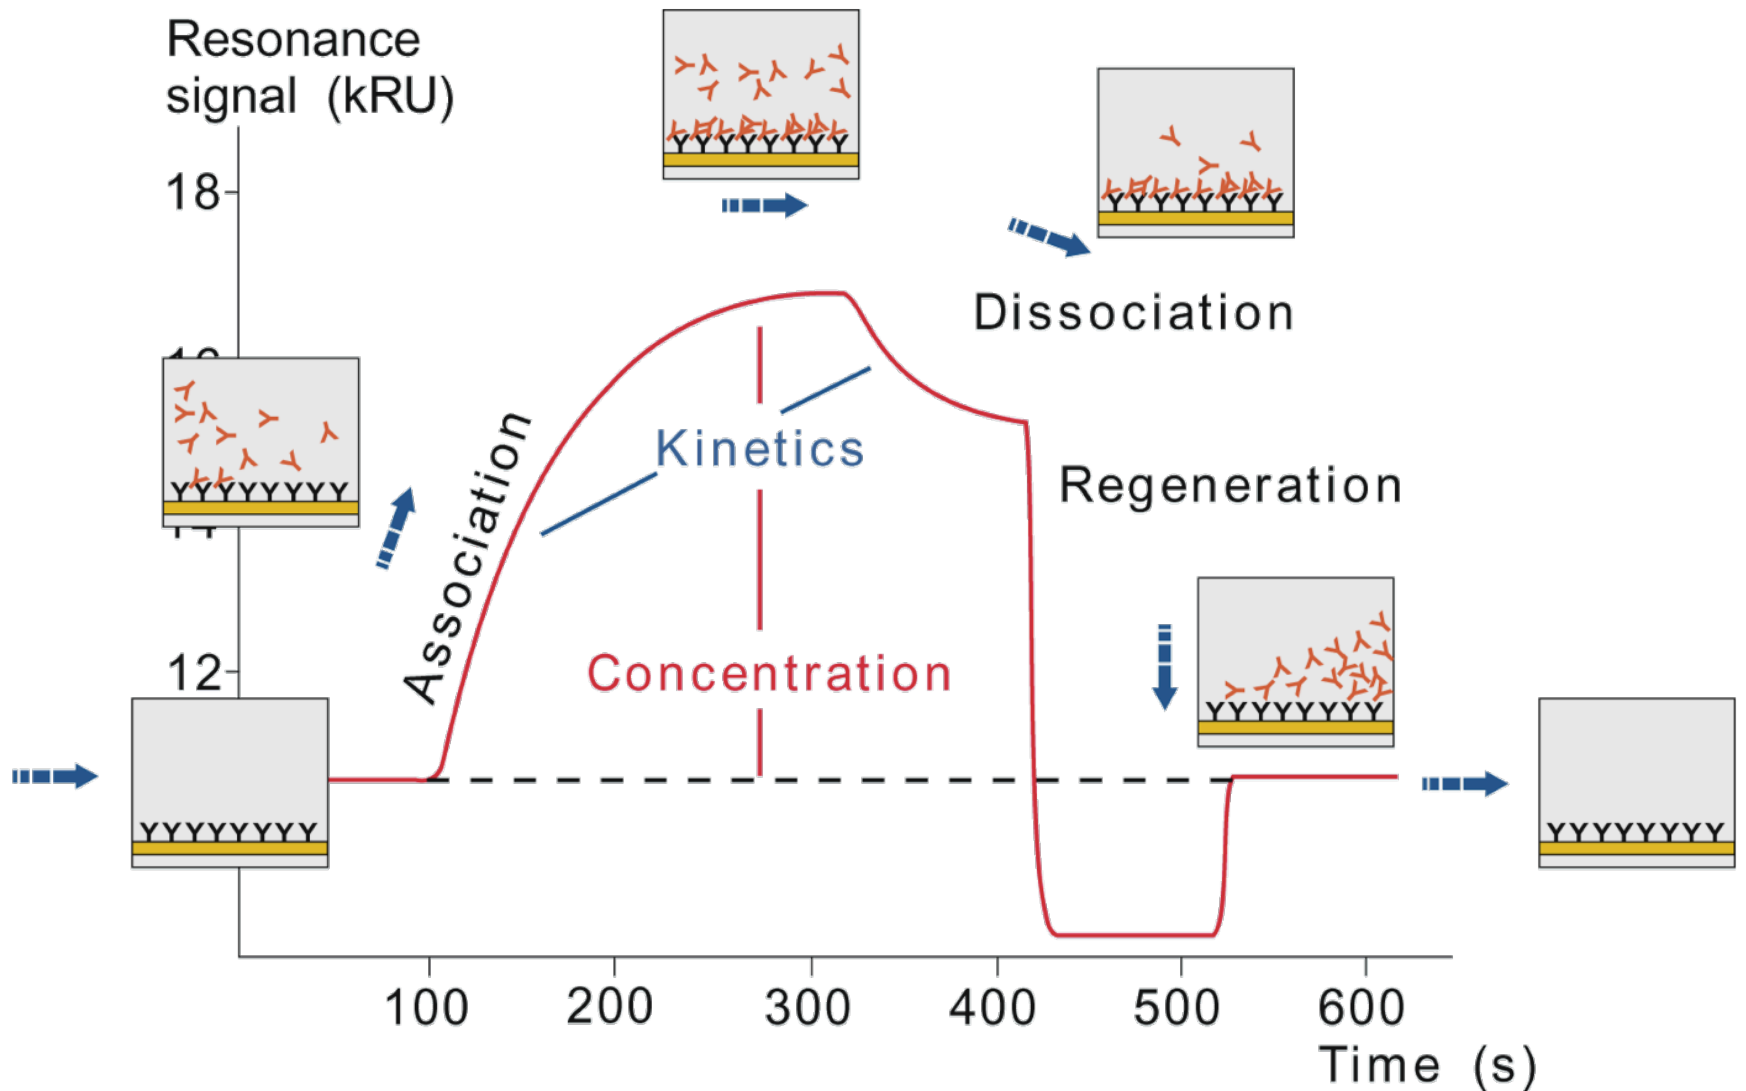 Resonance
signal (kRU)
18
12
Association
Kinetics
Concentration
Dissociation
Regeneration
100
200
300
400
500
600
Time (s)